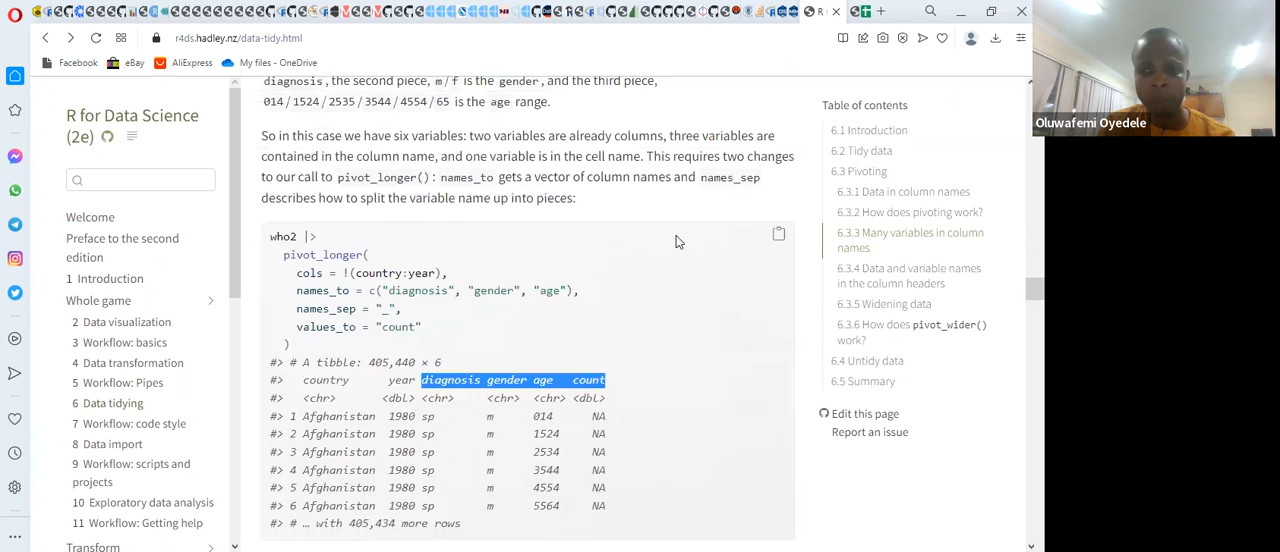 R
r4ds.hadley.nz/data-tidy.html
Facebook
eBay
AliExpress
My files - OneDrive
R for Data Science
(2e)
Welcome
Preface to the second
edition
1 Introduction
Whole game
2 Data visualization
3 Workflow: basics
4 Data transformation
5 Workflow: Pipes
6 Data tidying
7 Workflow: code style
8 Data import
9 Workflow: scripts and
projects
10 Exploratory data analysis
11 Workflow: Getting help
Transform
diagnosis, the second piece, m/f is the gender, and the third piece,
014/1524/2535/3544/4554/65 is the age range.
So in this case we have six variables: two variables are already columns, three variables are
contained in the column name, and one variable is in the cell name. This requires two changes
to our call to pivot_longer(): names_to gets a vector of column names and names_sep
describes how to split the variable name up into pieces:
who2 |>
pivot_longer(
cols = !(country:year),
names_to = c("diagnosis", "gender", "age"),
names_sep = "_",
values_to = "count"
)
#> # A tibble: 405,440 × 6
#> country year diagnosis gender age count
#> <chr> <dbl> <chr> <chr> <chr> <dbl>
#> 1 Afghanistan 1980 sp m 014 NA
#> 2 Afghanistan 1980 sp m 1524 NA
#> 3 Afghanistan 1980 sp m 2534 NA
#> 4 Afghanistan 1980 sp m 3544 NA
#> 5 Afghanistan 1980 sp m 4554 NA
#> 6 Afghanistan 1980 sp m 5564 NA
#> # … with 405,434 more rows
Table of contents
6.1 Introduction
6.2 Tidy data
6.3 Pivoting
6.3.1 Data in column names
6.3.2 How does pivoting work?
6.3.3 Many variables in column
names
6.3.4 Data and variable names
in the column headers
6.3.5 Widening data
6.3.6 How does pivot_wider()
work?
6.4 Untidy data
6.5 Summary
Edit this page
Report an issue
Oluwafemi Oyedele